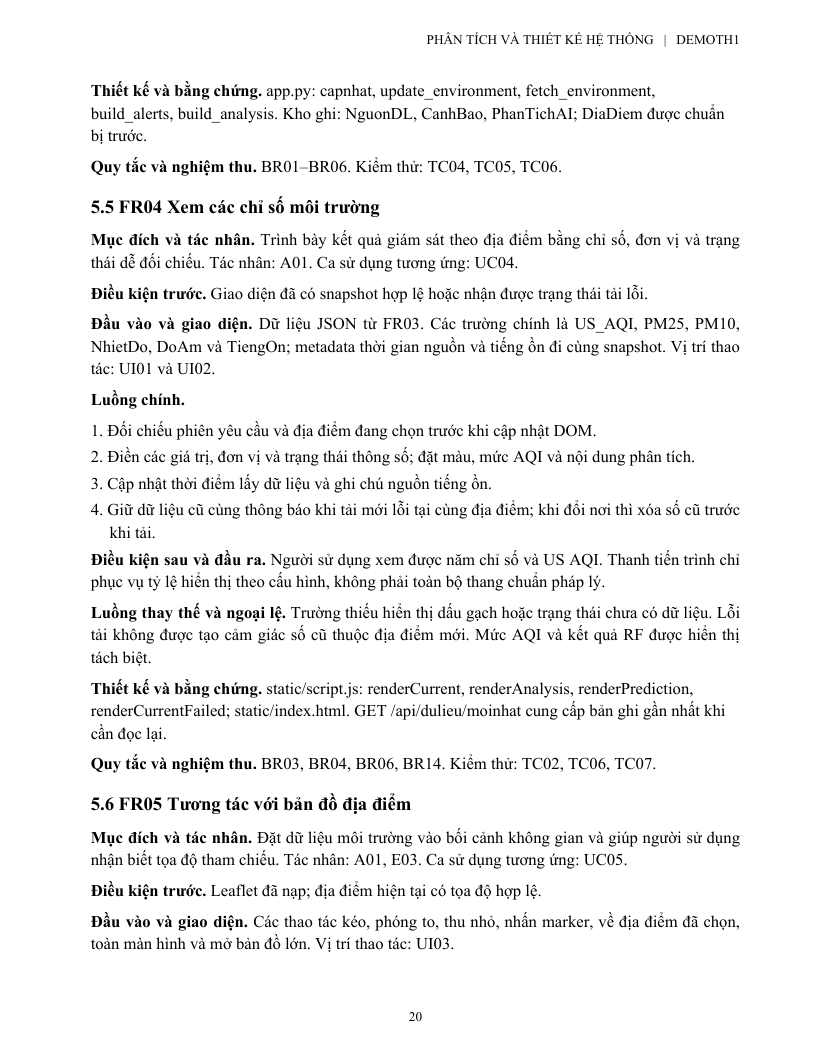 PHÂN TÍCH VÀ THIẾT KẾ HỆ THỐNG | DEMOTH1
Thiết kế và bằng chứng. app.py: capnhat, update_environment, fetch_environment,
build_alerts, build_analysis. Kho ghi: NguonDL, CanhBao, PhanTichAI; DiaDiem được chuẩn
bị trước.
Quy tắc và nghiệm thu. BR01–BR06. Kiểm thử: TC04, TC05, TC06.
5.5 FR04 Xem các chỉ số môi trường
Mục đích và tác nhân. Trình bày kết quả giám sát theo địa điểm bằng chỉ số, đơn vị và trạng
thái dễ đối chiếu. Tác nhân: A01. Ca sử dụng tương ứng: UC04.
Điều kiện trước. Giao diện đã có snapshot hợp lệ hoặc nhận được trạng thái tải lỗi.
Đầu vào và giao diện. Dữ liệu JSON từ FR03. Các trường chính là US_AQI, PM25, PM10,
NhietDo, DoAm và TiengOn; metadata thời gian nguồn và tiếng ồn đi cùng snapshot. Vị trí thao
tác: UI01 và UI02.
Luồng chính.
1. Đối chiếu phiên yêu cầu và địa điểm đang chọn trước khi cập nhật DOM.
2. Điền các giá trị, đơn vị và trạng thái thông số; đặt màu, mức AQI và nội dung phân tích.
3. Cập nhật thời điểm lấy dữ liệu và ghi chú nguồn tiếng ồn.
4. Giữ dữ liệu cũ cùng thông báo khi tải mới lỗi tại cùng địa điểm; khi đổi nơi thì xóa số cũ trước
khi tải.
Điều kiện sau và đầu ra. Người sử dụng xem được năm chỉ số và US AQI. Thanh tiến trình chỉ
phục vụ tỷ lệ hiển thị theo cấu hình, không phải toàn bộ thang chuẩn pháp lý.
Luồng thay thế và ngoại lệ. Trường thiếu hiển thị dấu gạch hoặc trạng thái chưa có dữ liệu. Lỗi
tải không được tạo cảm giác số cũ thuộc địa điểm mới. Mức AQI và kết quả RF được hiển thị
tách biệt.
Thiết kế và bằng chứng. static/script.js: renderCurrent, renderAnalysis, renderPrediction,
renderCurrentFailed; static/index.html. GET /api/dulieu/moinhat cung cấp bản ghi gần nhất khi
cần đọc lại.
Quy tắc và nghiệm thu. BR03, BR04, BR06, BR14. Kiểm thử: TC02, TC06, TC07.
5.6 FR05 Tương tác với bản đồ địa điểm
Mục đích và tác nhân. Đặt dữ liệu môi trường vào bối cảnh không gian và giúp người sử dụng
nhận biết tọa độ tham chiếu. Tác nhân: A01, E03. Ca sử dụng tương ứng: UC05.
Điều kiện trước. Leaflet đã nạp; địa điểm hiện tại có tọa độ hợp lệ.
Đầu vào và giao diện. Các thao tác kéo, phóng to, thu nhỏ, nhấn marker, về địa điểm đã chọn,
toàn màn hình và mở bản đồ lớn. Vị trí thao tác: UI03.
20